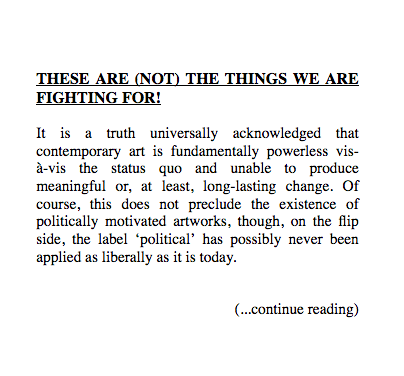 THESE ARE (NOT) THE THINGS WE ARE
FIGHTING FOR!
It is a truth universally acknowledged that
contemporary art is fundamentally powerless vis-
à-vis the status quo and unable to produce
meaningful or, at least, long-lasting change. Of
course, this does not preclude the existence of
politically motivated artworks, though, on the flip
side, the label ‘political’ has possibly never been
applied as liberally as it is today.
(...continue reading)